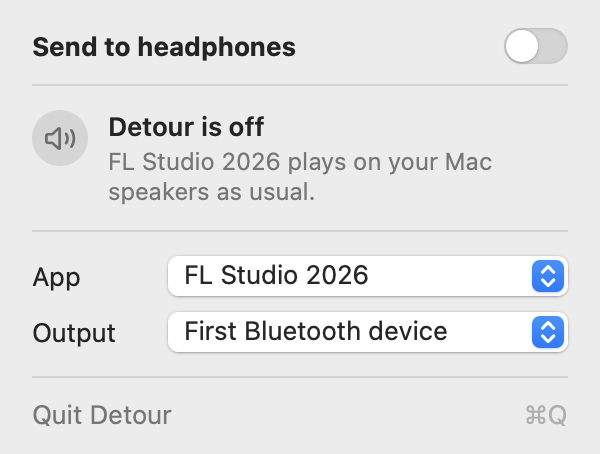 Send to headphones
Detour is off
FL Studio 2026 plays on your Mac
speakers as usual.
App
FL Studio 2026
Output
First Bluetooth device
Quit Detour
⌘Q